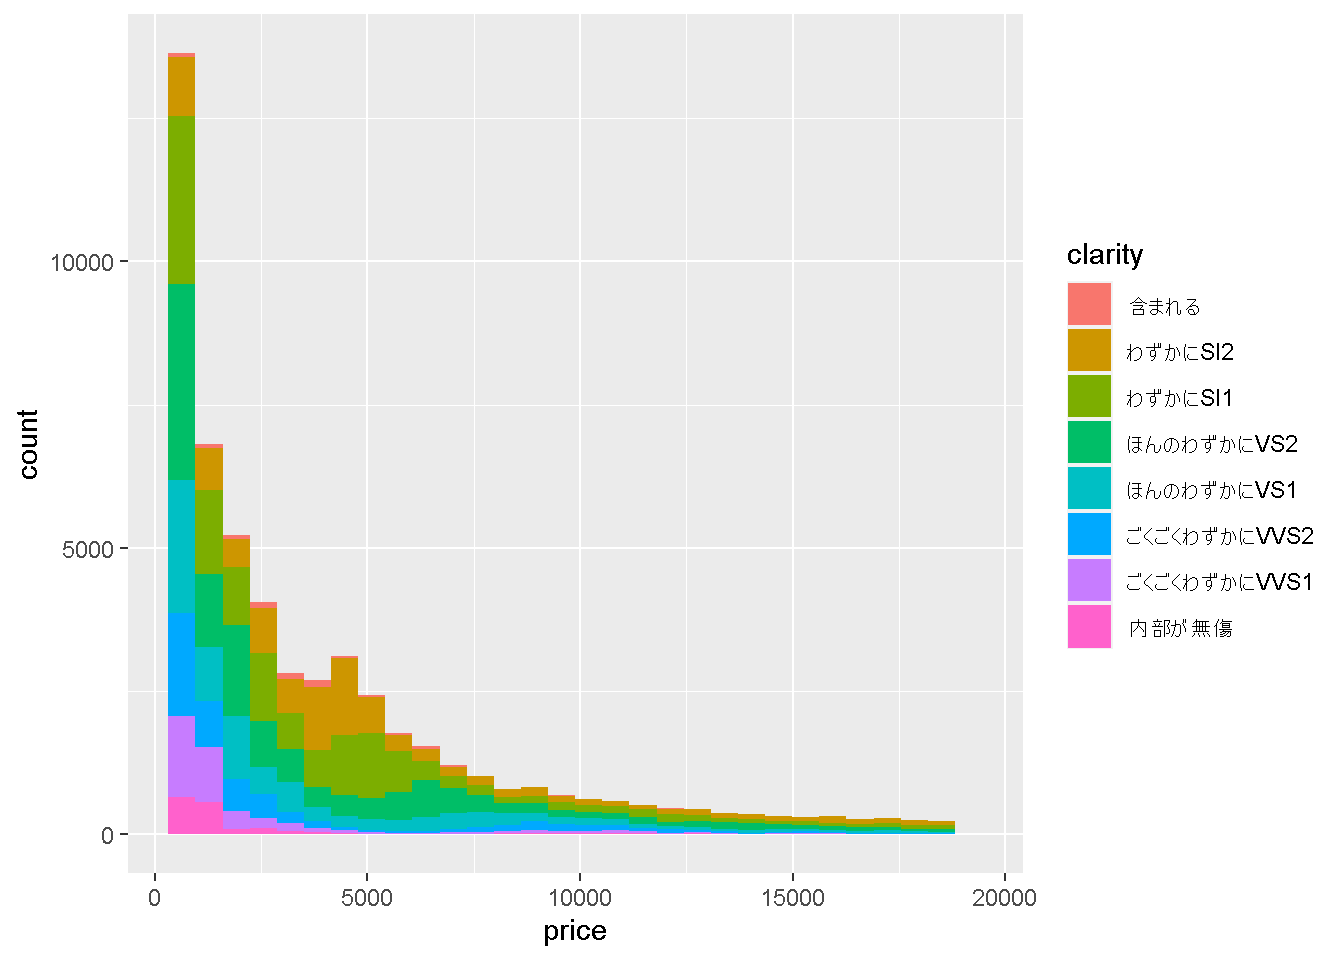 count
10000
5000
0
0 5000 10000 15000 20000
price
clarity
含まれる
わずかにSI2
わずかにSI1
ほんのわずかにVS2
ほんのわずかにVS1
ごくごくわずかにVVS2
ごくごくわずかにVVS1
内部が無傷